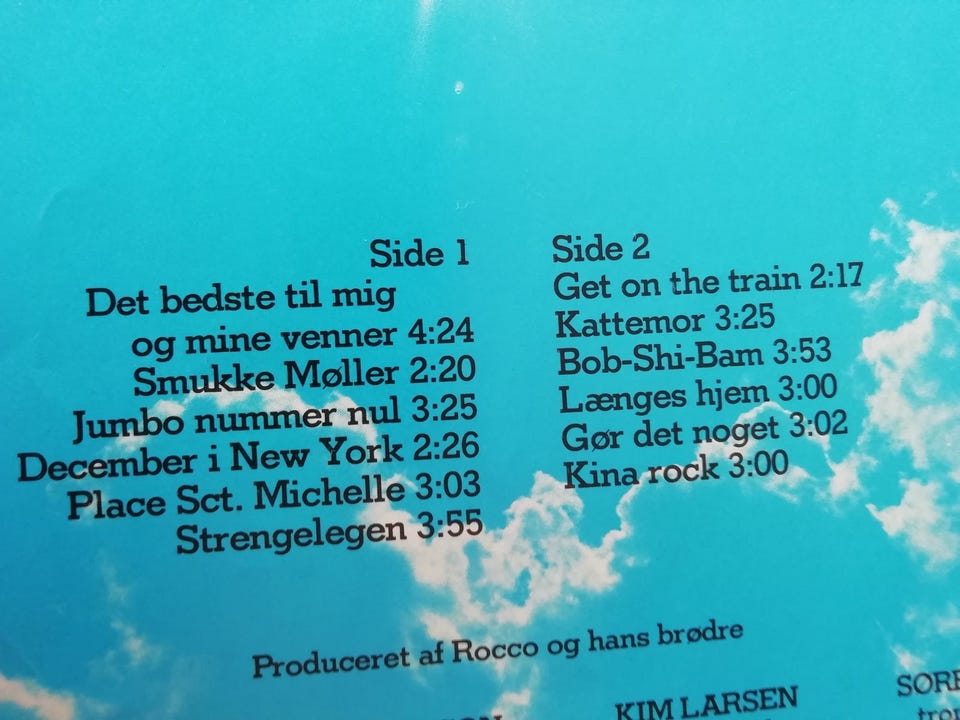 Side 1
Det bedste til mig
og mine venner 4:24
Smukke Møller 2:20
Jumbo nummer nul 3:25
December i New York 2:26
Place Sct. Michelle 3:03
Strengelegen 3:55
Side 2
Get on the train 2:17
Kattemor 3:25
Bob-Shi-Bam 3:53
Længes hjem 3:00
Gør det noget 3:02
Kina rock 3:00
Produceret af Rocco og hans brødre
KIM LARSEN